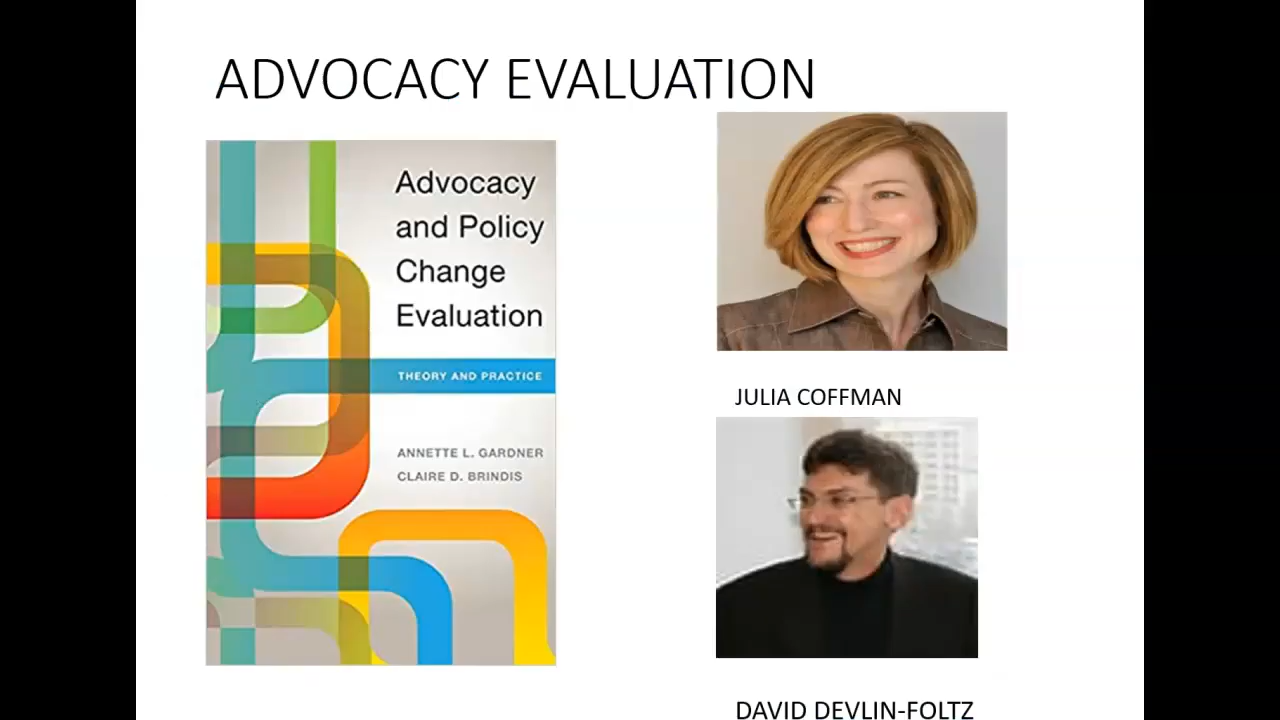 ADVOCACY EVALUATION
Advocacy
and Policy
Change
Evaluation
THEORY AND PRACTICE
ANNETTE L. GARDNER
CLAIRE D. BRINDIS
JULIA COFFMAN
DAVID DEVLIN-FOLTZ